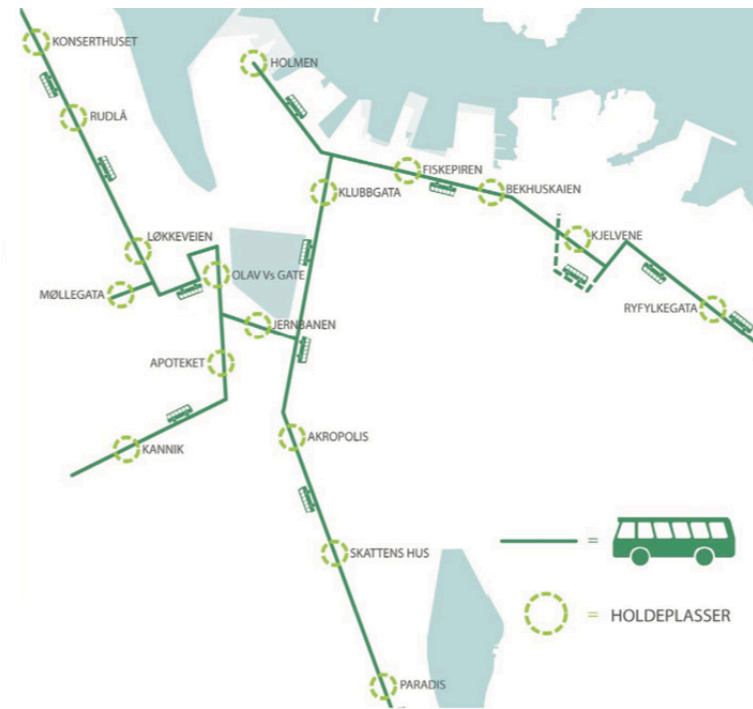 KONSERTHUSET
HOLMEN
RUDLÅ
FISKEPIREN
BEKHUSKAIEN
KLUBBGATA
LØKKEVEIEN
KJELVENE
OLAV Vs GATE
MØLLEGATA
RYFYLKEGATA
JERNBANEN
APOTEKET
AKROPOLIS
KANNIK
=
SKATTENS HUS
= HOLDEPLASSER
PARADIS